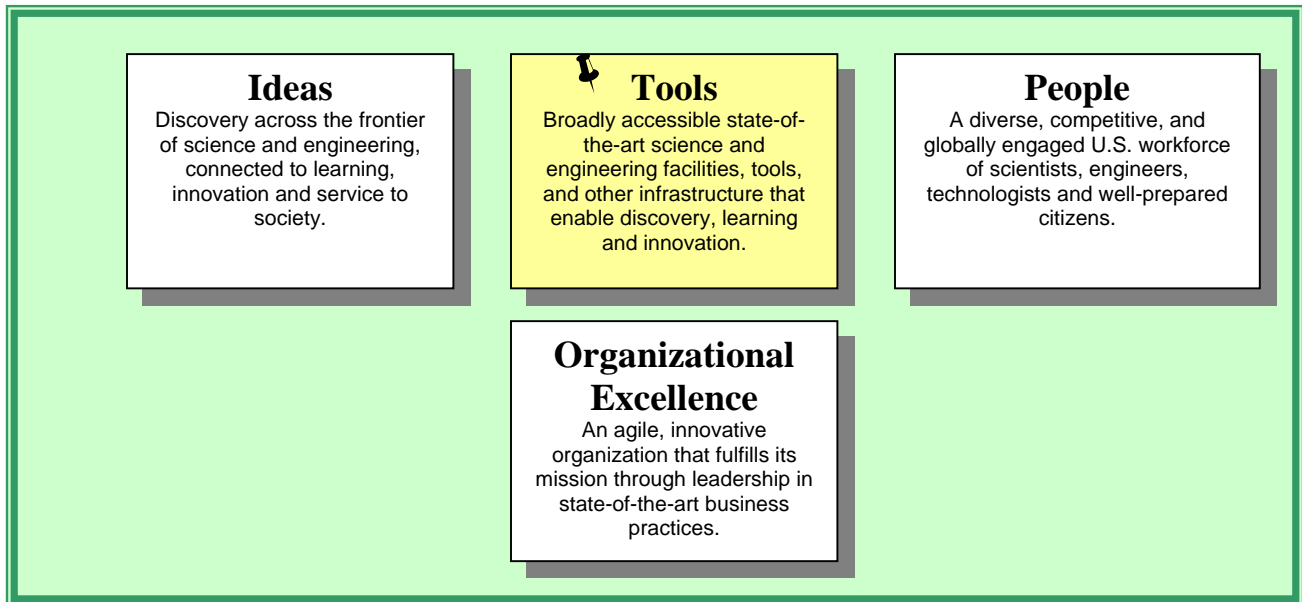 Ideas
Discovery across the frontier
of science and engineering,
connected to learning,
innovation and service to
society.
Tools
Broadly accessible state-of-
the-art science and
engineering facilities, tools,
and other infrastructure that
enable discovery, learning
and innovation.
People
A diverse, competitive, and
globally engaged U.S. workforce
of scientists, engineers,
technologists and well-prepared
citizens.
Organizational
Excellence
An agile, innovative
organization that fulfills its
mission through leadership in
state-of-the-art business
practices.